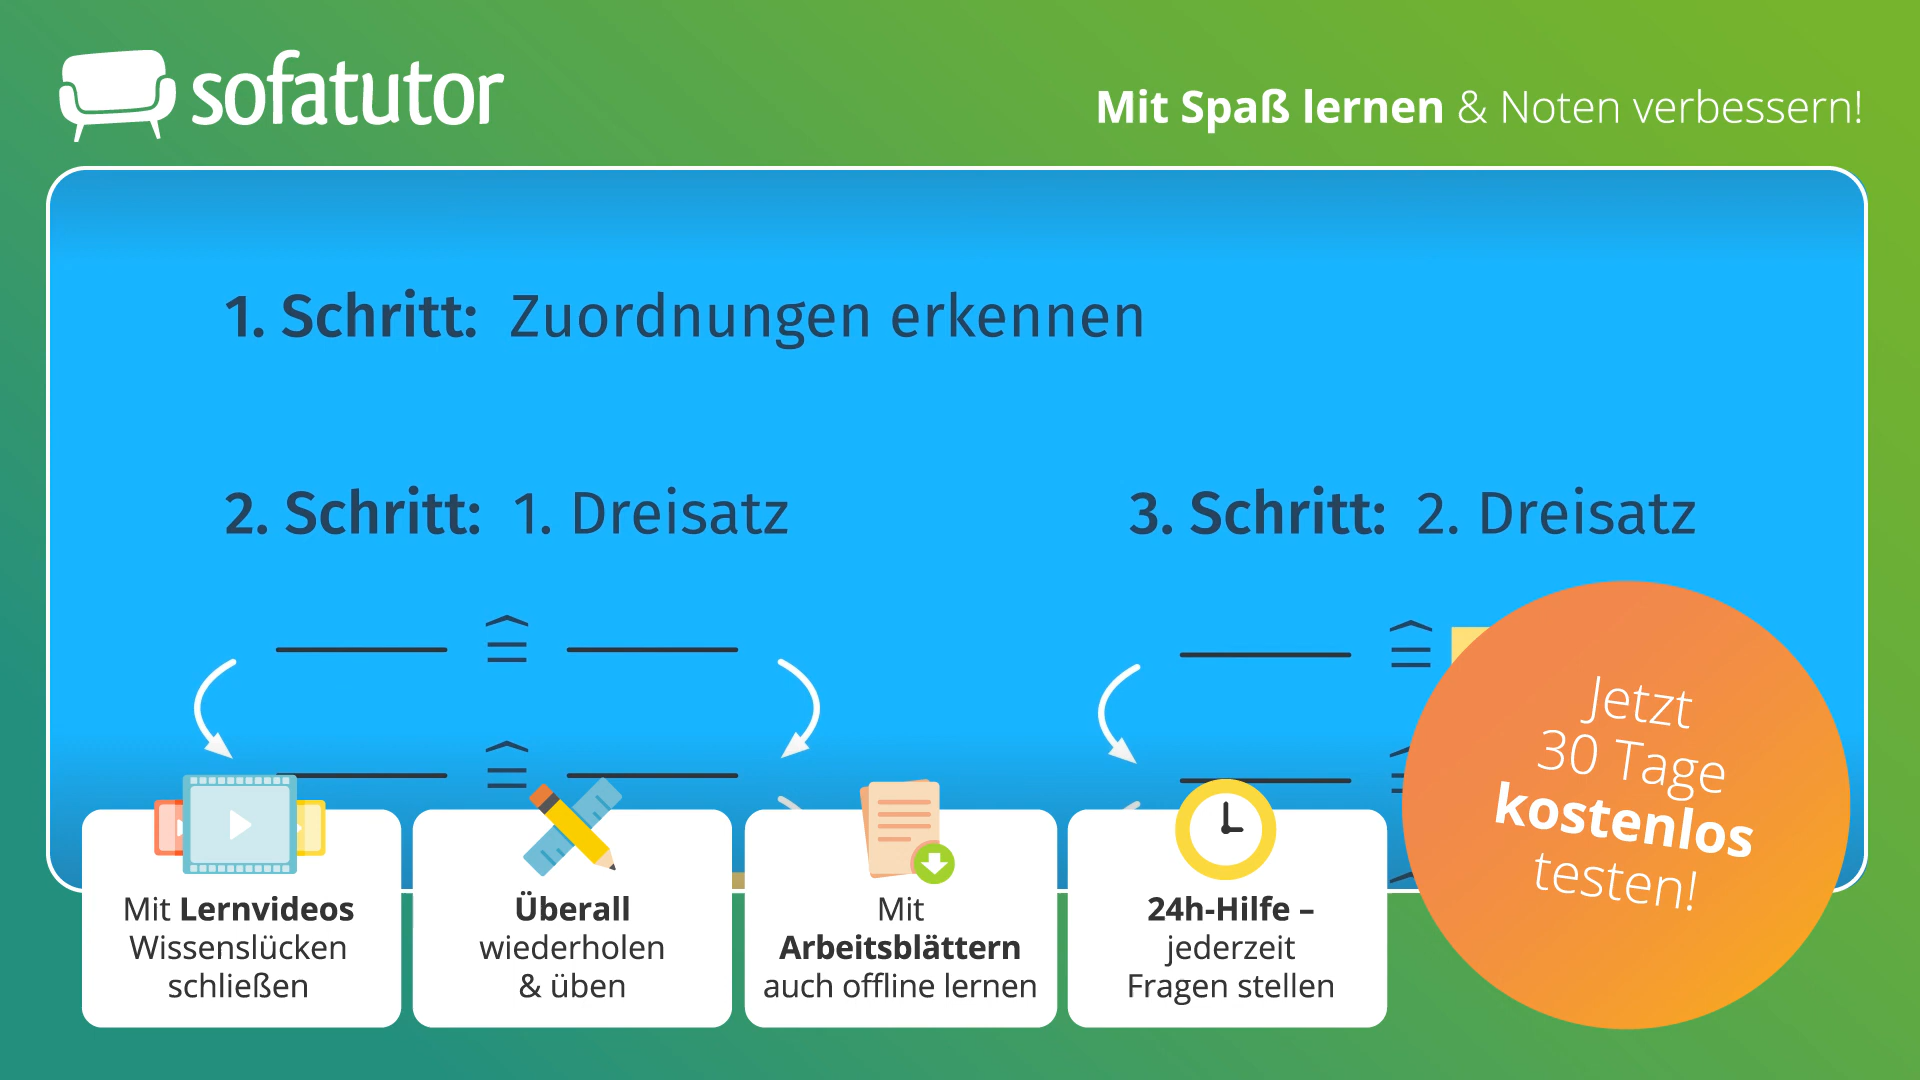 sofatutor
Mit Spaß lernen & Noten verbessern!
1. Schritt: Zuordnungen erkennen
2. Schritt: 1. Dreisatz
3. Schritt: 2. Dreisatz
≙
≙
≙
Jetzt
30 Tage
kostenlos
testen!
Mit Lernvideos
Wissenslücken
schließen
Überall
wiederholen
& üben
Mit
Arbeitsblättern
auch offline lernen
24h-Hilfe –
jederzeit
Fragen stellen